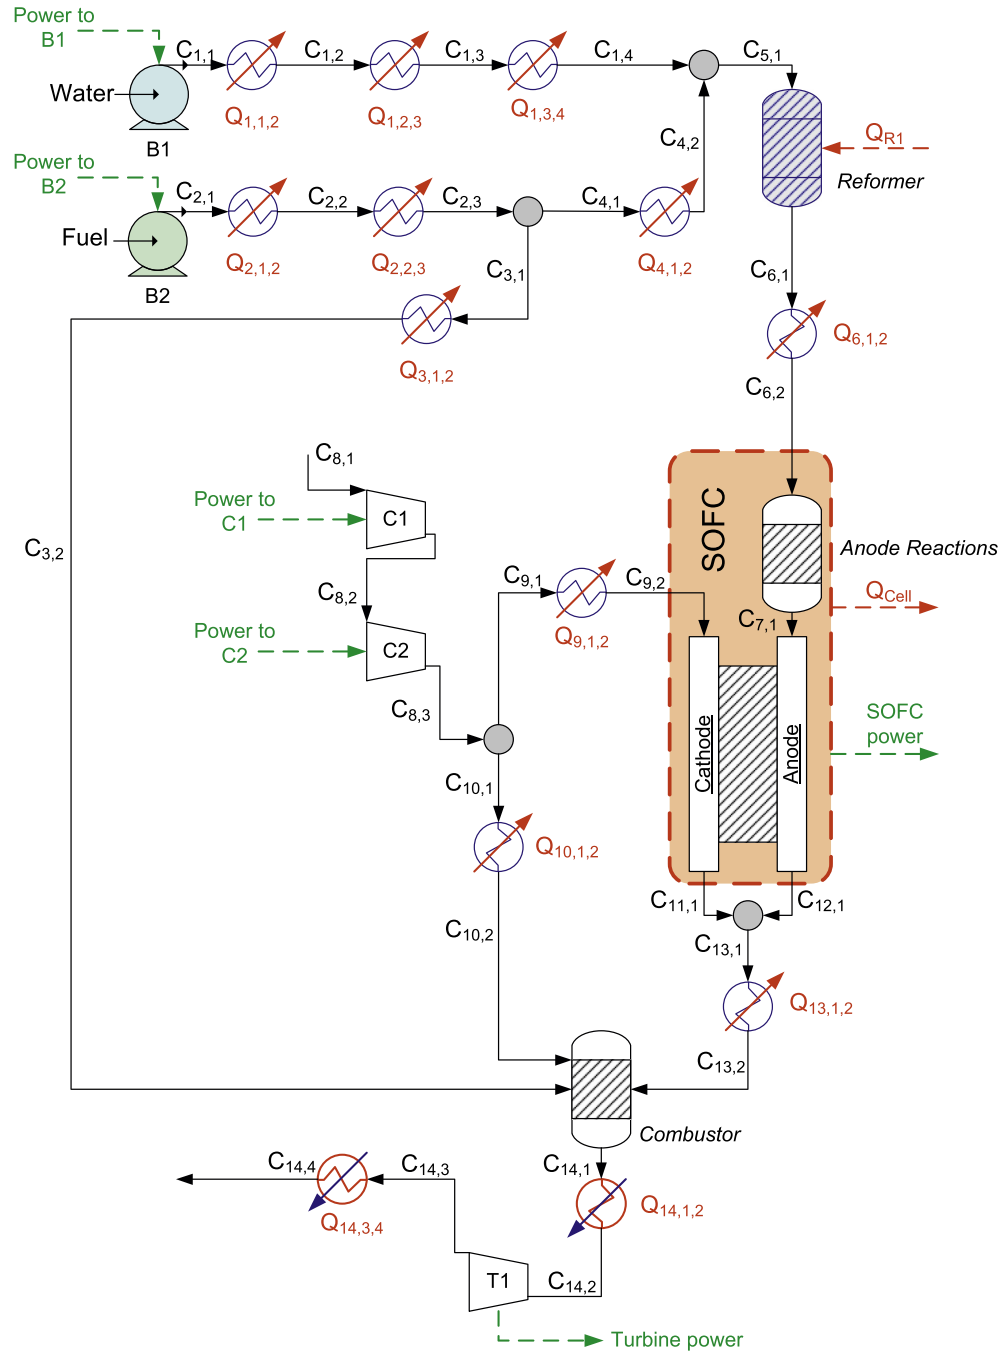 Power to
B1
C1,1
C1,2
C1,3
C1,4
C5,1
Water
Q1,1,2
Q1,2,3
Q1,3,4
B1
C4,2
QR1
Reformer
Power to
B2
C2,1
C2,2
C2,3
C4,1
Fuel
Q2,1,2
Q2,2,3
Q4,1,2
B2
C3,1
C6,1
Q3,1,2
Q6,1,2
C6,2
C8,1
Power to
C1
C1
SOFC
Anode Reactions
C3,2
C8,2
C9,1
C9,2
QCell
Power to
C2
C2
Q9,1,2
C7,1
C8,3
SOFC
power
Cathode
Anode
C10,1
Q10,1,2
C10,2
C11,1
C12,1
C13,1
Q13,1,2
C13,2
Combustor
C14,4
C14,3
C14,1
Q14,3,4
Q14,1,2
T1
C14,2
Turbine power